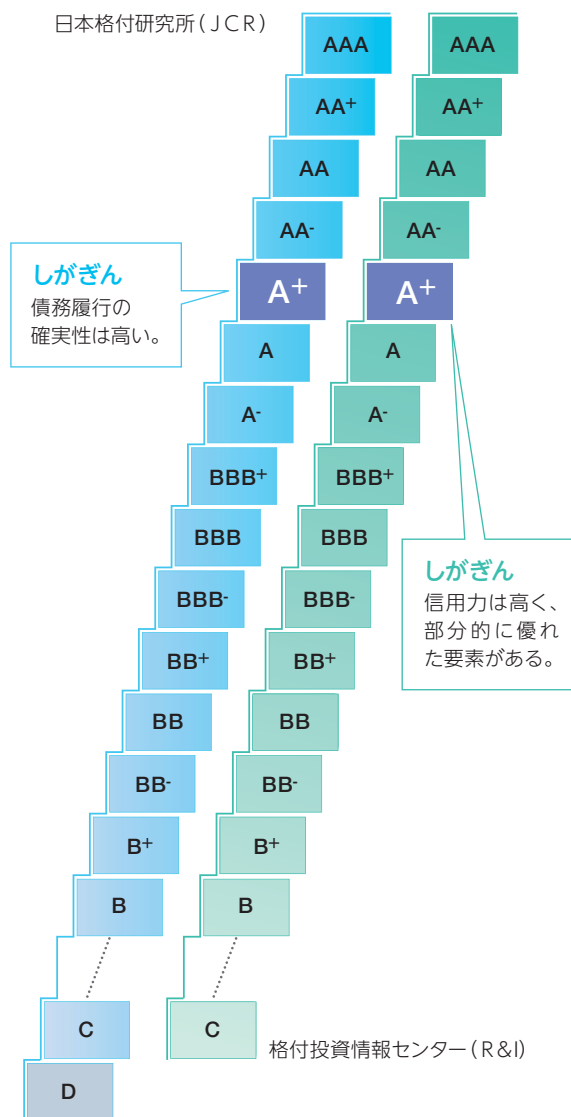 日本格付研究所(JCR)
AAA
AA+
AA
AA-
A+
A
A-
BBB+
BBB
BBB-
BB+
BB
BB-
B+
B
C
D
しがぎん
債務履行の
確実性は高い。
AAA
AA+
AA
AA-
A+
A
A-
BBB+
BBB
BBB-
BB+
BB
BB-
B+
B
C
しがぎん
信用力は高く、
部分的に優れ
た要素がある。
格付投資情報センター(R&I)